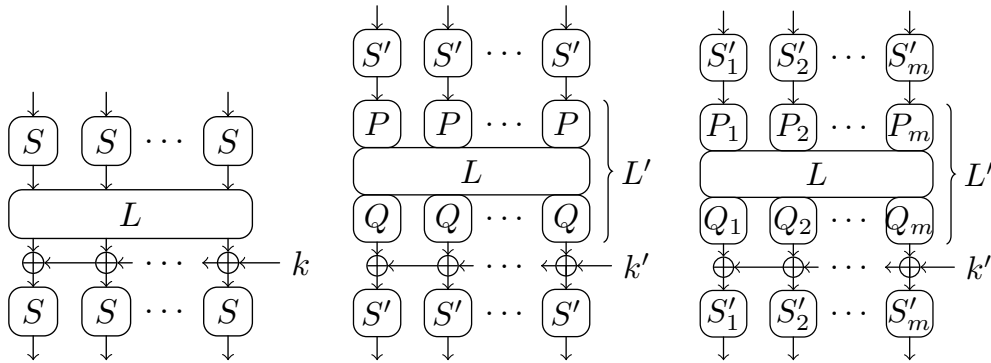 S S ··· S
L
k
S S ··· S
S′ S′ ··· S′
P P ··· P
L
L′
Q Q ··· Q
··· k′
S′ S′ ··· S′
S′₁ S′₂ ··· S′ₘ
P₁ P₂ ··· Pₘ
L
L′
Q₁ Q₂ ··· Qₘ
··· k′
S′₁ S′₂ ··· S′ₘ